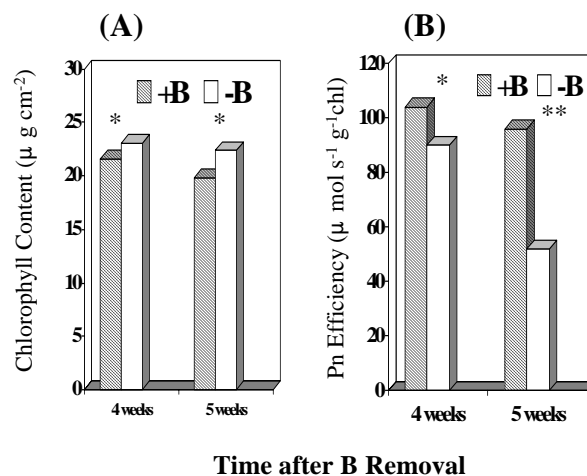 (A)
Chlorophyll Content (µ g cm⁻²)
30
25
20
15
10
5
0
+B -B
*
*
4 weeks
5 weeks
(B)
Pn Efficiency (µ mol s⁻¹ g⁻¹chl)
120
100
80
60
40
20
0
+B -B
*
**
4 weeks
5 weeks
Time after B Removal